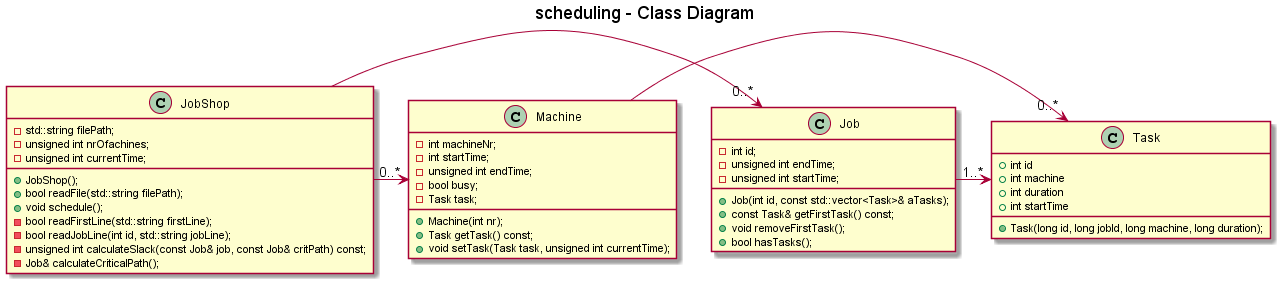 scheduling - Class Diagram
C JobShop
std::string filePath;
unsigned int nrOfachines;
unsigned int currentTime;
JobShop();
bool readFile(std::string filePath);
void schedule();
bool readFirstLine(std::string firstLine);
bool readJobLine(int id, std::string jobLine);
unsigned int calculateSlack(const Job& job, const Job& critPath) const;
Job& calculateCriticalPath();
0..*
C Machine
int machineNr;
int startTime;
unsigned int endTime;
bool busy;
Task task;
Machine(int nr);
Task getTask() const;
void setTask(Task task, unsigned int currentTime);
0..*
C Job
int id;
unsigned int endTime;
unsigned int startTime;
Job(int id, const std::vector<Task>& aTasks);
const Task& getFirstTask() const;
void removeFirstTask();
bool hasTasks();
1..*
0..*
C Task
int id
int machine
int duration
int startTime
Task(long id, long jobId, long machine, long duration);